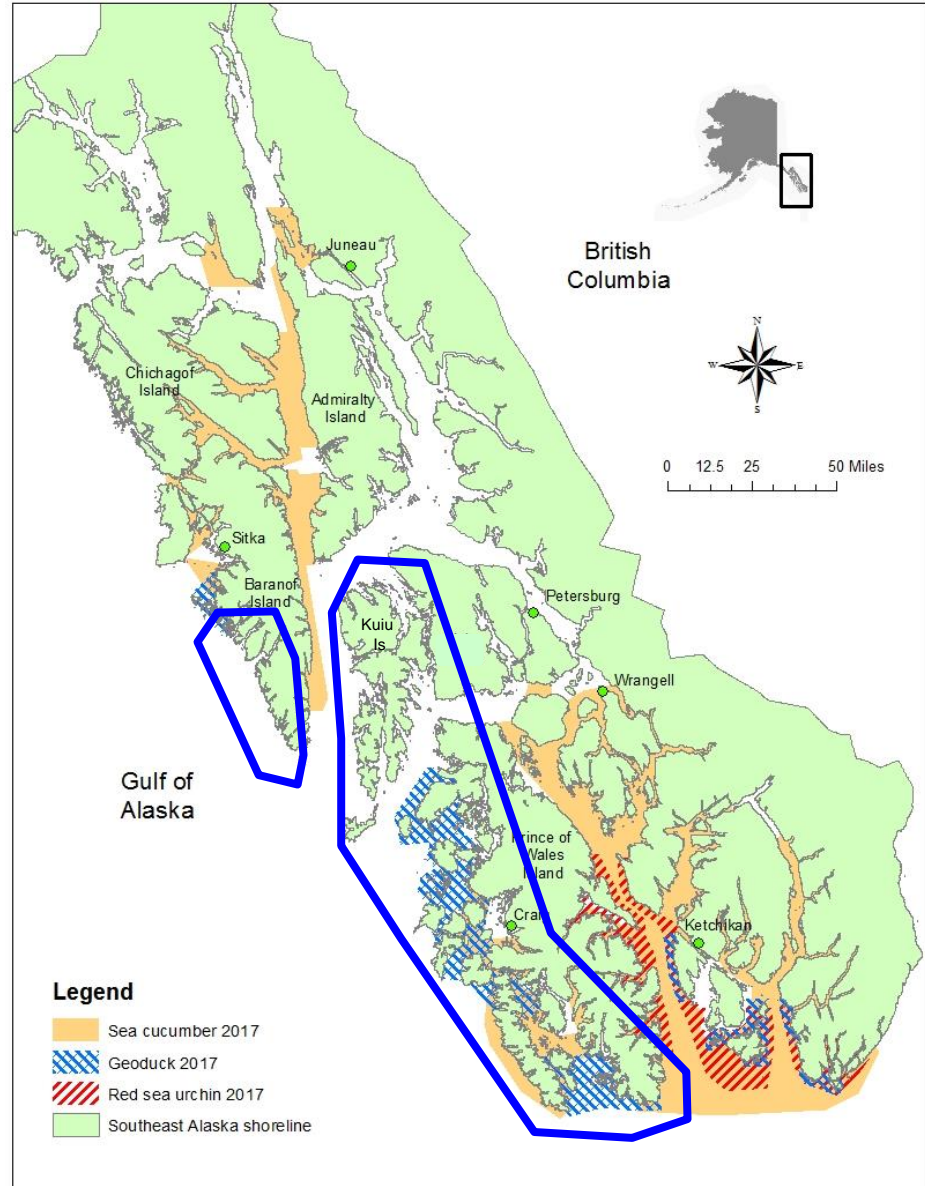 British
Columbia
Juneau
N
W
E
S
Chichagof
Island
Admiralty
Island
0 12.5 25 50 Miles
Sitka
Baranof
Island
Kuiu
Is
Petersburg
Wrangell
Gulf of
Alaska
Prince of
Wales
Island
Craig
Ketchikan
Legend
Sea cucumber 2017
Geoduck 2017
Red sea urchin 2017
Southeast Alaska shoreline